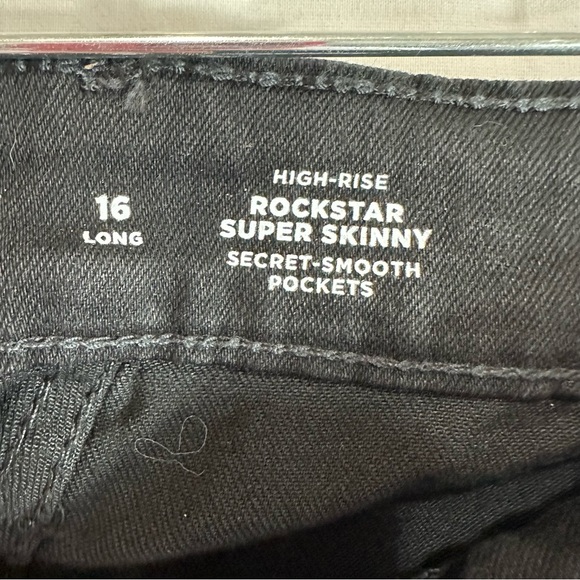 16
LONG
HIGH-RISE
ROCKSTAR
SUPER SKINNY
SECRET-SMOOTH
POCKETS